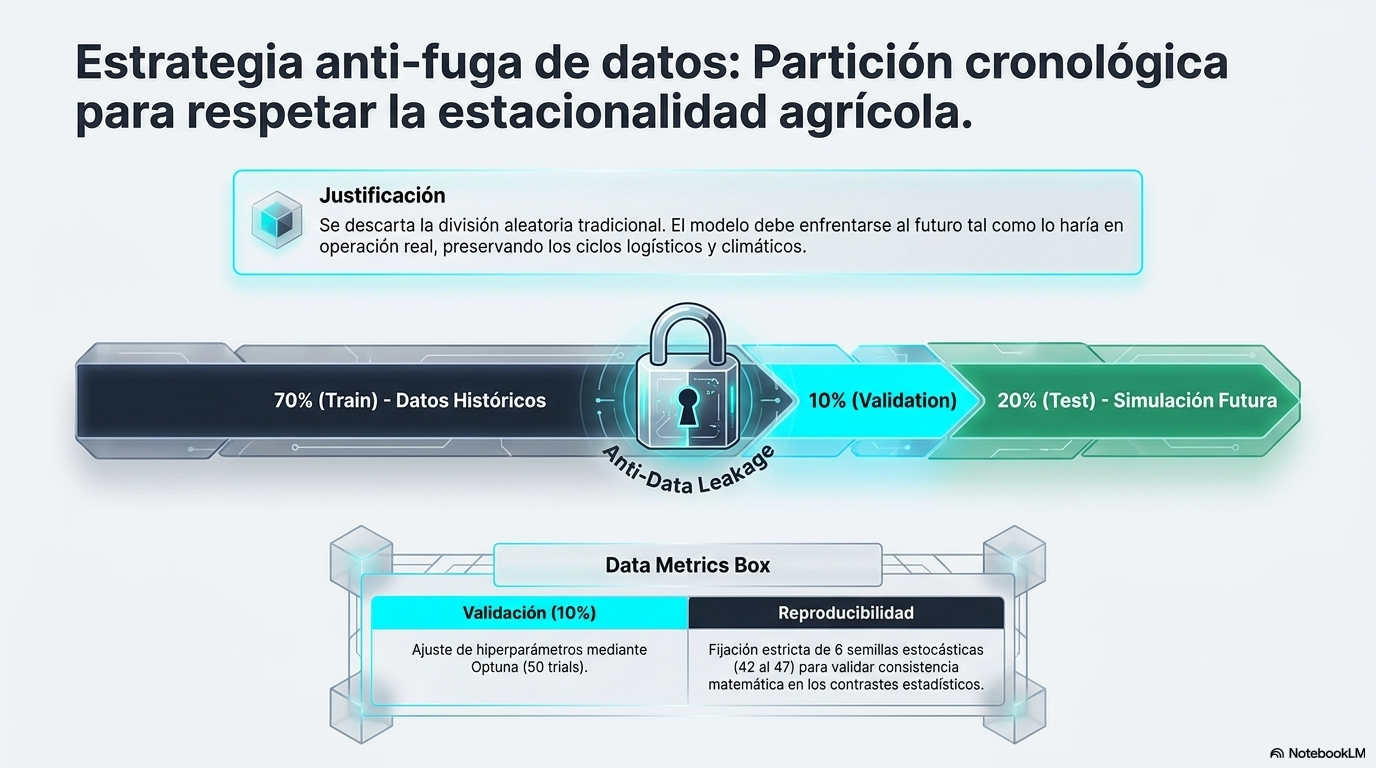 Estrategia anti-fuga de datos: Partición cronológica
para respetar la estacionalidad agrícola.
Justificación
Se descarta la división aleatoria tradicional. El modelo debe enfrentarse al futuro tal como lo haría en
operación real, preservando los ciclos logísticos y climáticos.
70% (Train) - Datos Históricos
10% (Validation)
20% (Test) - Simulación Futura
Anti-Data Leakage
Data Metrics Box
Validación (10%)
Ajuste de hiperparámetros mediante
Optuna (50 trials).
Reproducibilidad
Fijación estricta de 6 semillas estocásticas
(42 al 47) para validar consistencia
matemática en los contrastes estadísticos.
NotebookLM